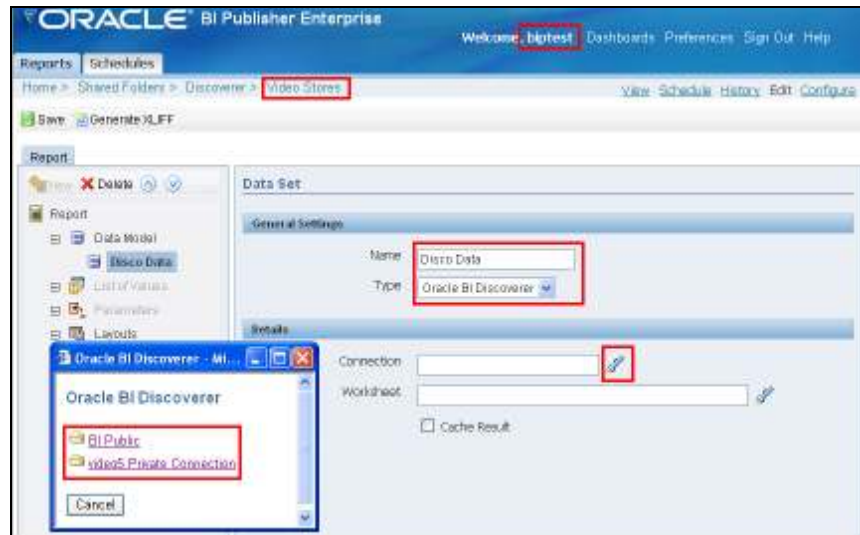 ORACLE BI Publisher Enterprise
Welcome, biptest Dashboards Preferences Sign Out Help
Reports Schedules
Home > Shared Folders > Discoverer > Video Stores
View Schedule History Edit Configure
Save Generate XLIFF
Report
New Delete
Data Set
Report
General Settings
Data Model
Name Disco Data
Disco Data
Type Oracle BI Discoverer
List of Values
Parameters
Layouts
Details
Oracle BI Discoverer - Mi...
Connection
Oracle BI Discoverer
Worksheet
BI Public
Cache Result
video5 Private Connection
Cancel